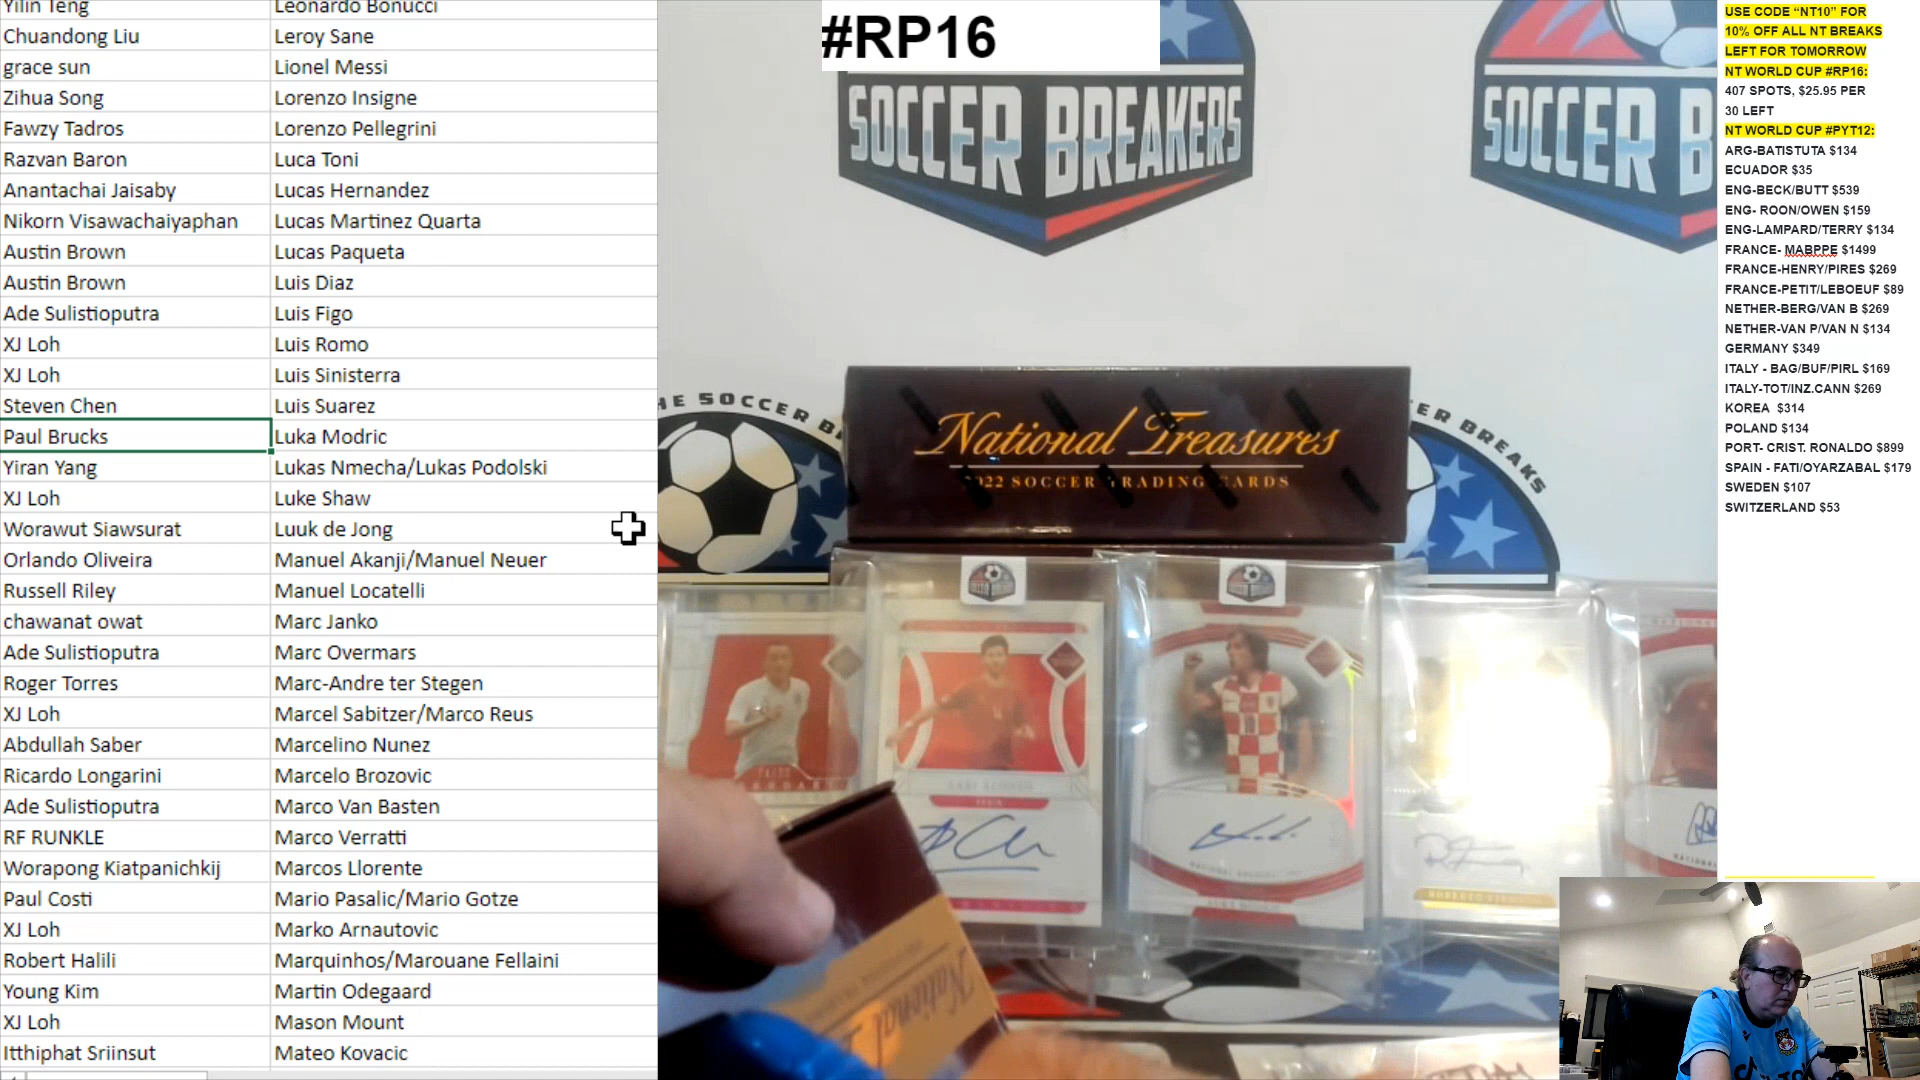 Yilin Teng Leonardo Bonucci
Chuandong Liu Leroy Sane
grace sun Lionel Messi
Zihua Song Lorenzo Insigne
Fawzy Tadros Lorenzo Pellegrini
Razvan Baron Luca Toni
Anantachai Jaisaby Lucas Hernandez
Nikorn Visawachaiyaphan Lucas Martinez Quarta
Austin Brown Lucas Paqueta
Austin Brown Luis Diaz
Ade Sulistioputra Luis Figo
XJ Loh Luis Romo
XJ Loh Luis Sinisterra
Steven Chen Luis Suarez
Paul Brucks Luka Modric
Yiran Yang Lukas Nmecha/Lukas Podolski
XJ Loh Luke Shaw
Worawut Siawsurat Luuk de Jong
Orlando Oliveira Manuel Akanji/Manuel Neuer
Russell Riley Manuel Locatelli
chawanat owat Marc Janko
Ade Sulistioputra Marc Overmars
Roger Torres Marc-Andre ter Stegen
XJ Loh Marcel Sabitzer/Marco Reus
Abdullah Saber Marcelino Nunez
Ricardo Longarini Marcelo Brozovic
Ade Sulistioputra Marco Van Basten
RF RUNKLE Marco Verratti
Worapong Kiatpanichkij Marcos Llorente
Paul Costi Mario Pasalic/Mario Gotze
XJ Loh Marko Arnautovic
Robert Halili Marquinhos/Marouane Fellaini
Young Kim Martin Odegaard
XJ Loh Mason Mount
Itthiphat Sriinsut Mateo Kovacic
#RP16
SOCCER BREAKERS
SOCCER B
HE SOCCER B
ER BREAKS
National Treasures
2022 SOCCER TRADING CARDS
National
USE CODE “NT10” FOR
10% OFF ALL NT BREAKS
LEFT FOR TOMORROW
NT WORLD CUP #RP16:
407 SPOTS, $25.95 PER
30 LEFT
NT WORLD CUP #PYT12:
ARG-BATISTUTA $134
ECUADOR $35
ENG-BECK/BUTT $539
ENG- ROON/OWEN $159
ENG-LAMPARD/TERRY $134
FRANCE- MABPPE $1499
FRANCE-HENRY/PIRES $269
FRANCE-PETIT/LEBOEUF $89
NETHER-BERG/VAN B $269
NETHER-VAN P/VAN N $134
GERMANY $349
ITALY - BAG/BUF/PIRL $169
ITALY-TOT/INZ.CANN $269
KOREA $314
POLAND $134
PORT- CRIST. RONALDO $899
SPAIN - FATI/OYARZABAL $179
SWEDEN $107
SWITZERLAND $53